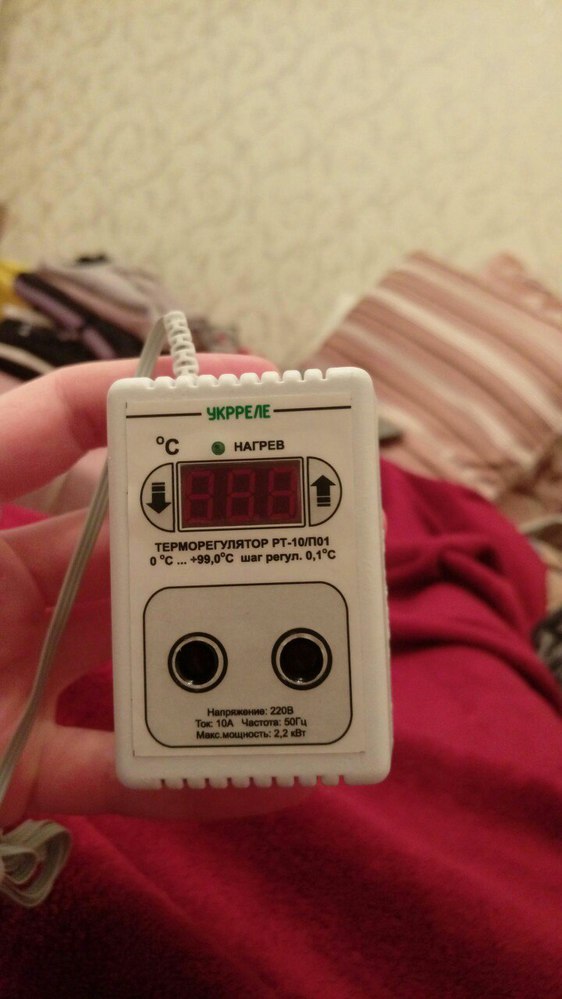 УКРРЕЛЕ
°C НАГРЕВ
ТЕРМОРЕГУЛЯТОР РТ-10/П01
0 °C ... +99,0°C шаг регул. 0,1°C
Напряжение: 220В
Ток: 10А Частота: 50Гц
Макс.мощность: 2,2 кВт